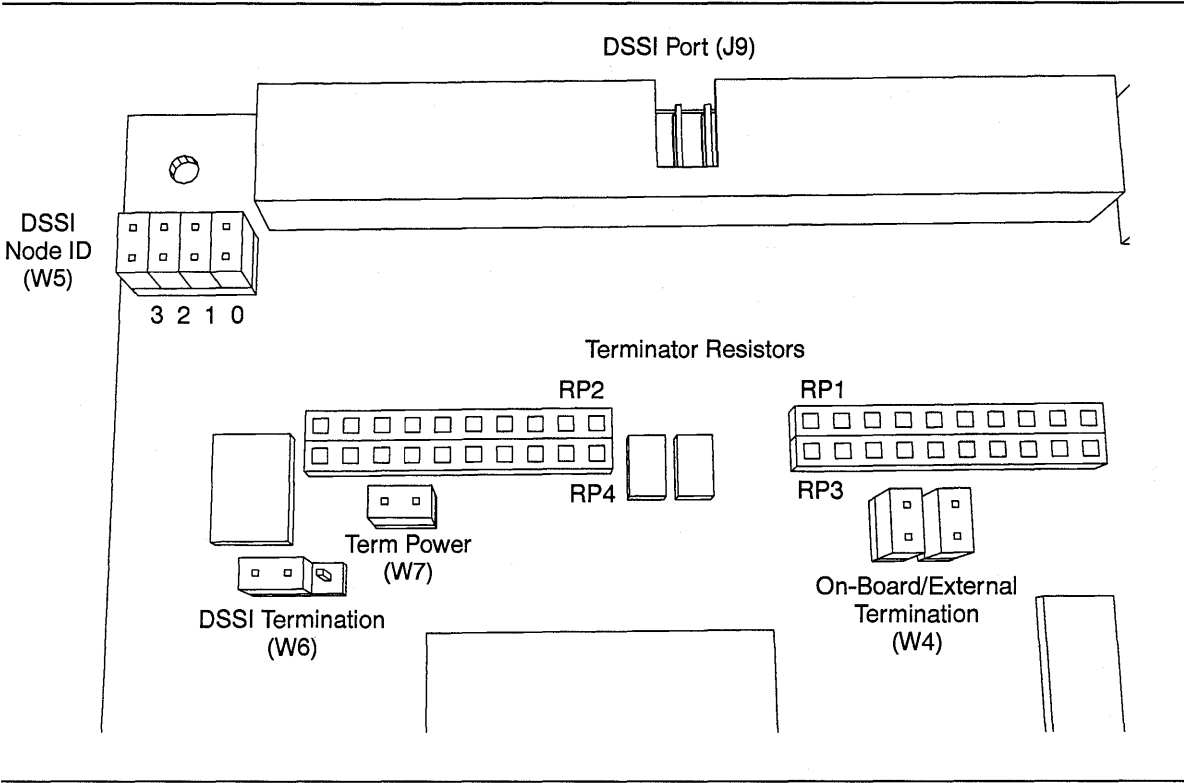 DSSI Port (J9)
DSSI
Node ID
(W5)
3 2 1 0
Terminator Resistors
RP2
RP1
RP4
RP3
Term Power
(W7)
DSSI Termination
(W6)
On-Board/External
Termination
(W4)